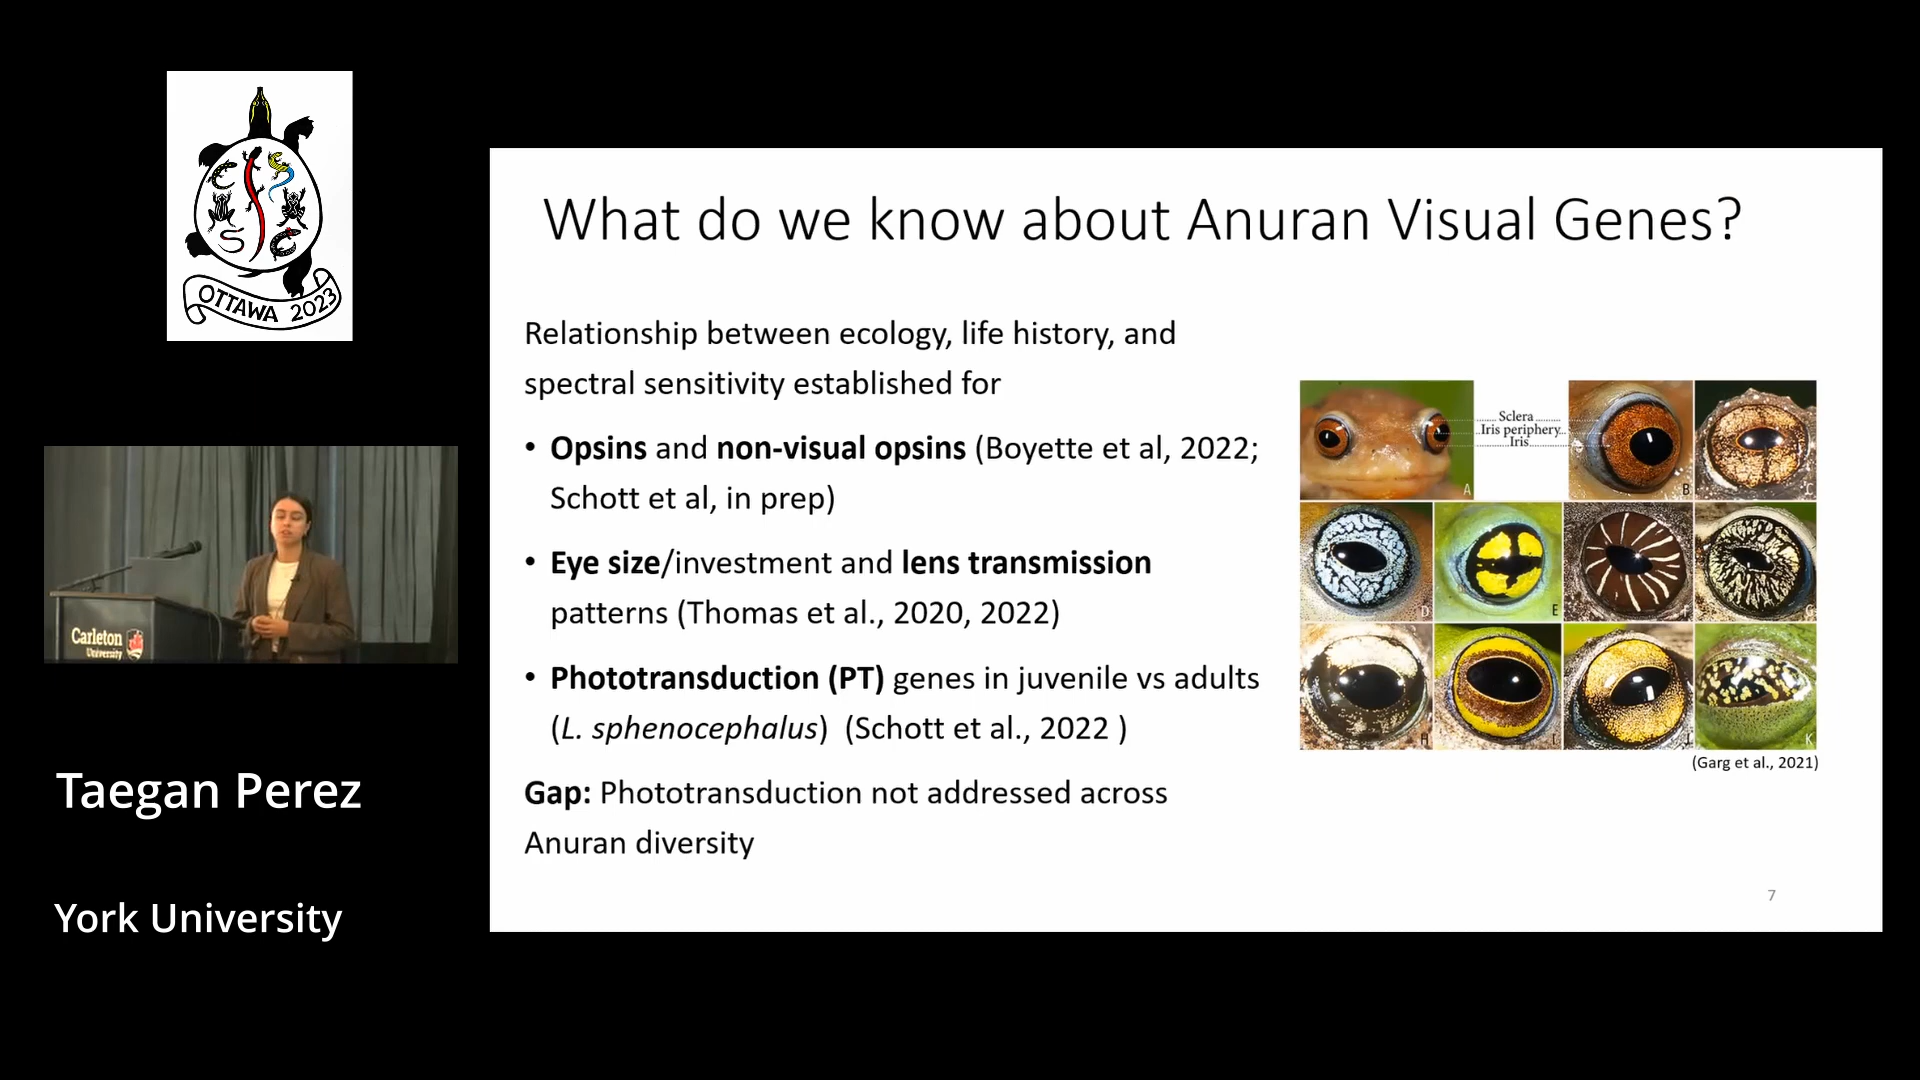 OTTAWA 2023
Carleton
University
Taegan Perez
York University
What do we know about Anuran Visual Genes?
Relationship between ecology, life history, and
spectral sensitivity established for
• Opsins and non-visual opsins (Boyette et al, 2022;
Schott et al, in prep)
• Eye size/investment and lens transmission
patterns (Thomas et al., 2020, 2022)
• Phototransduction (PT) genes in juvenile vs adults
(L. sphenocephalus)  (Schott et al., 2022 )
Gap: Phototransduction not addressed across
Anuran diversity
Sclera
Iris periphery
Iris
A
B
C
D
E
F
G
H
I
J
K
(Garg et al., 2021)
7